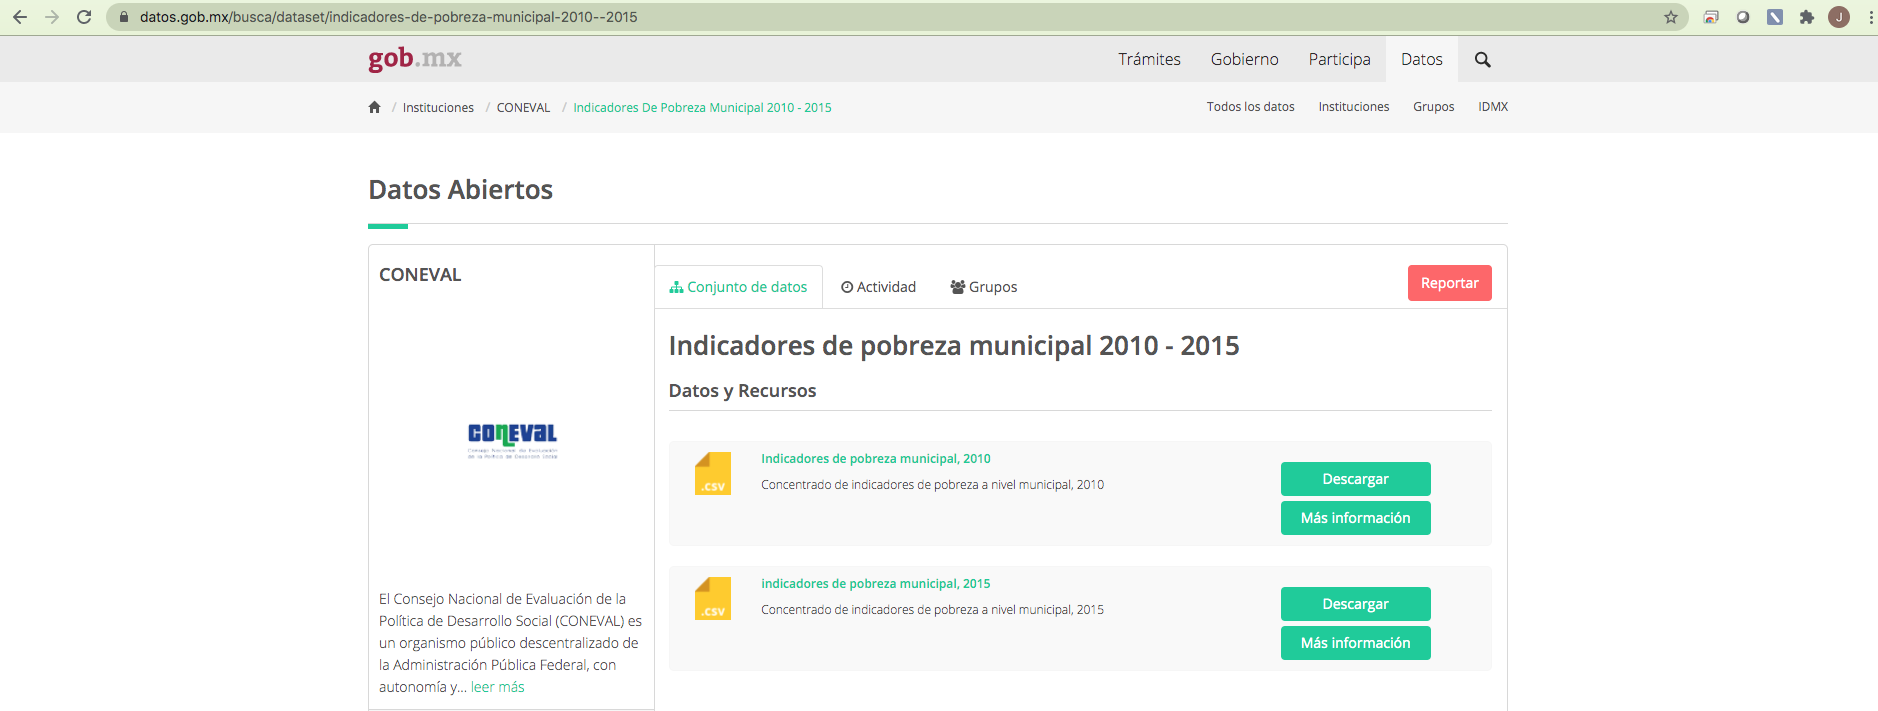 datos.gob.mx/busca/dataset/indicadores-de-pobreza-municipal-2010--2015
J
gob.mx
Trámites Gobierno Participa Datos
/ Instituciones / CONEVAL / Indicadores De Pobreza Municipal 2010 - 2015
Todos los datos Instituciones Grupos IDMX
Datos Abiertos
CONEVAL
CONEVAL
Consejo Nacional de Evaluación
de la Política de Desarrollo Social
El Consejo Nacional de Evaluación de la
Política de Desarrollo Social (CONEVAL) es
un organismo público descentralizado de
la Administración Pública Federal, con
autonomía y... leer más
Conjunto de datos Actividad Grupos
Reportar
Indicadores de pobreza municipal 2010 - 2015
Datos y Recursos
.csv
Indicadores de pobreza municipal, 2010
Concentrado de indicadores de pobreza a nivel municipal, 2010
Descargar
Más información
.csv
indicadores de pobreza municipal, 2015
Concentrado de indicadores de pobreza a nivel municipal, 2015
Descargar
Más información